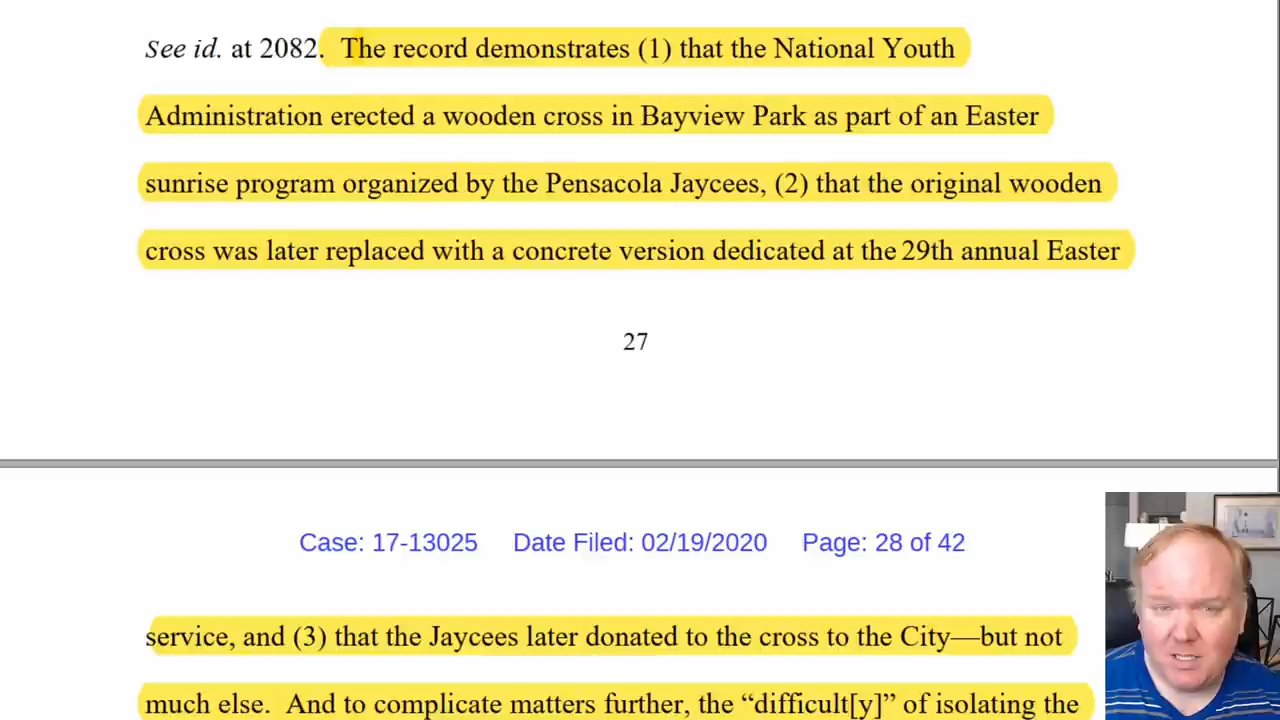 See id. at 2082. The record demonstrates (1) that the National Youth
Administration erected a wooden cross in Bayview Park as part of an Easter
sunrise program organized by the Pensacola Jaycees, (2) that the original wooden
cross was later replaced with a concrete version dedicated at the 29th annual Easter
27
Case: 17-13025 Date Filed: 02/19/2020 Page: 28 of 42
service, and (3) that the Jaycees later donated to the cross to the City—but not
much else. And to complicate matters further, the “difficult[y]” of isolating the